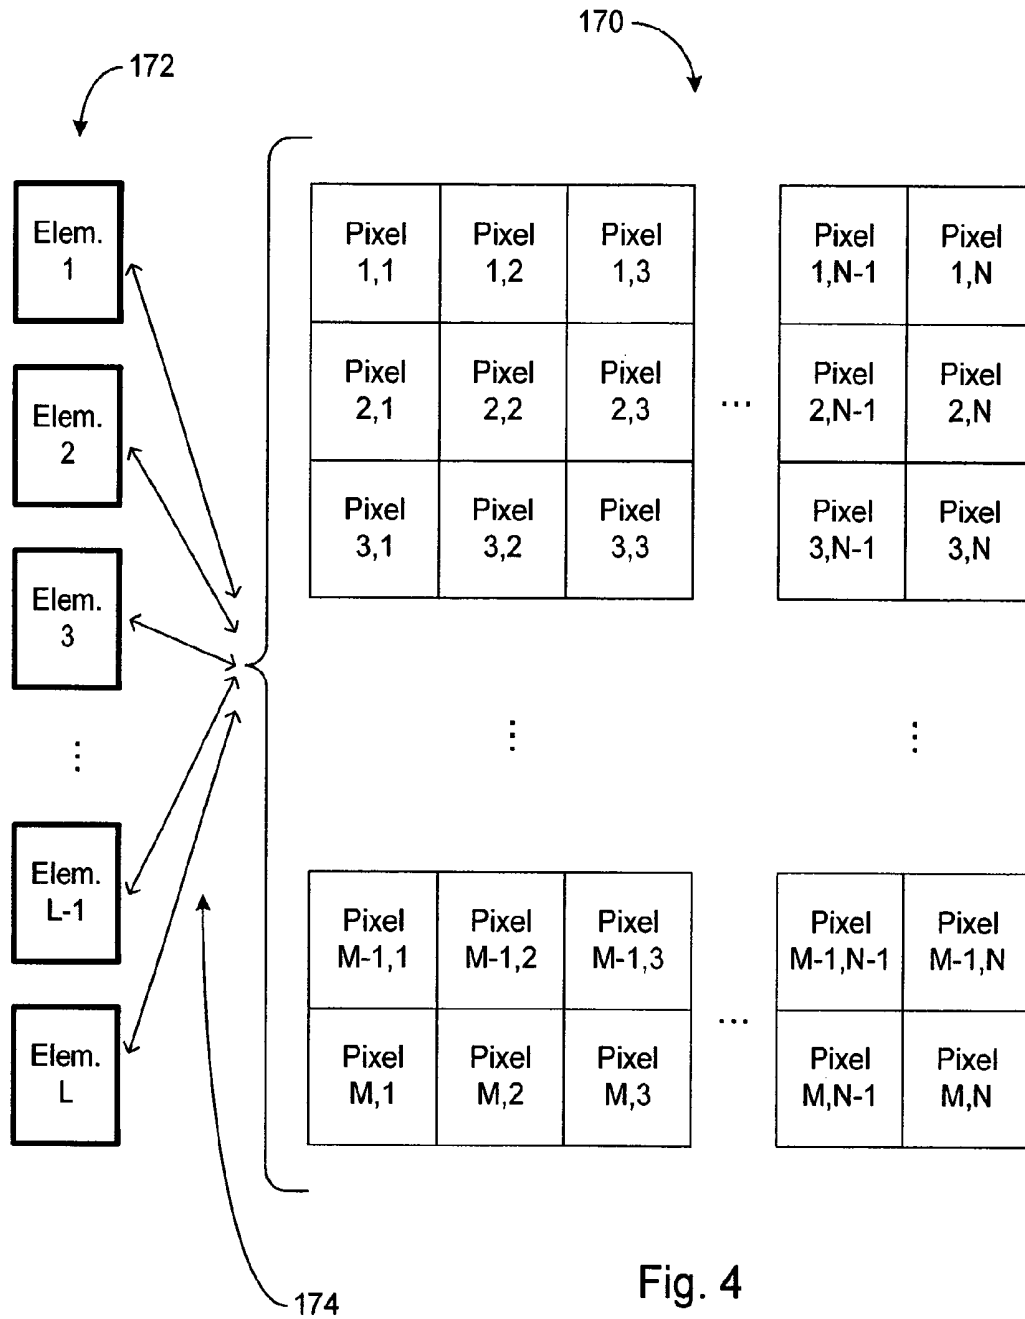 170
172
Elem.
1
Elem.
2
Elem.
3
⋮
Elem.
L-1
Elem.
L
Pixel
1,1
Pixel
1,2
Pixel
1,3
Pixel
1,N-1
Pixel
1,N
Pixel
2,1
Pixel
2,2
Pixel
2,3
...
Pixel
2,N-1
Pixel
2,N
Pixel
3,1
Pixel
3,2
Pixel
3,3
Pixel
3,N-1
Pixel
3,N
⋮
⋮
Pixel
M-1,1
Pixel
M-1,2
Pixel
M-1,3
Pixel
M-1,N-1
Pixel
M-1,N
...
Pixel
M,1
Pixel
M,2
Pixel
M,3
Pixel
M,N-1
Pixel
M,N
174
Fig. 4